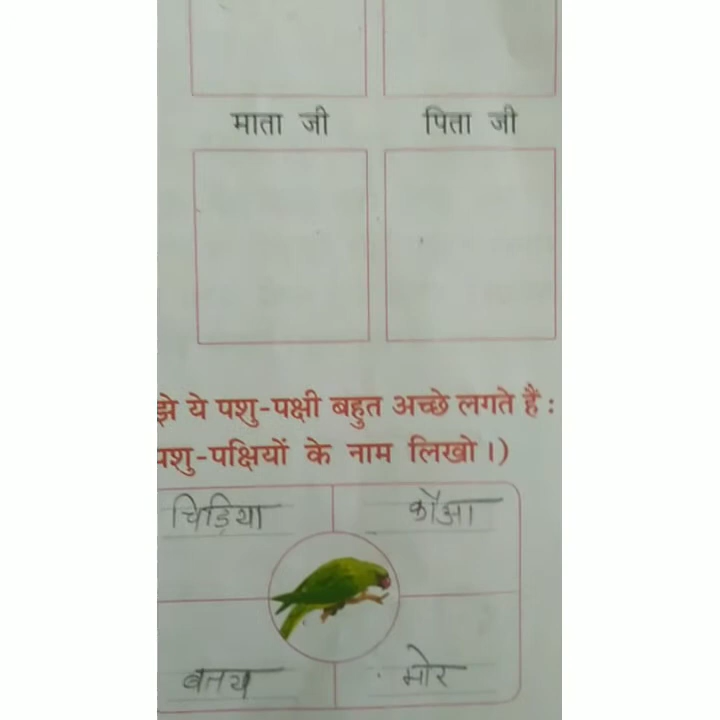 माता जी पिता जी
झे ये पशु-पक्षी बहुत अच्छे लगते हैं :
पशु-पक्षियों के नाम लिखो।)
चिड़िया कौआ
बतख मोर